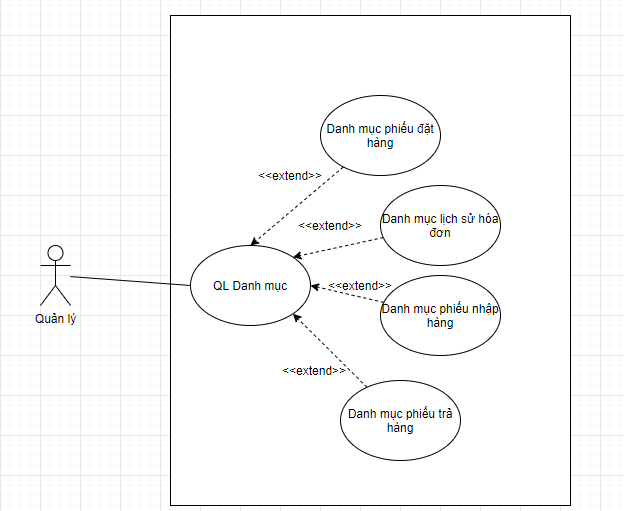 Danh mục phiếu đặt
hàng
<<extend>>
Danh mục lịch sử hóa
đơn
<<extend>>
QL Danh mục
<<extend>>
Danh mục phiếu nhập
hàng
Quản lý
<<extend>>
Danh mục phiếu trả
hàng